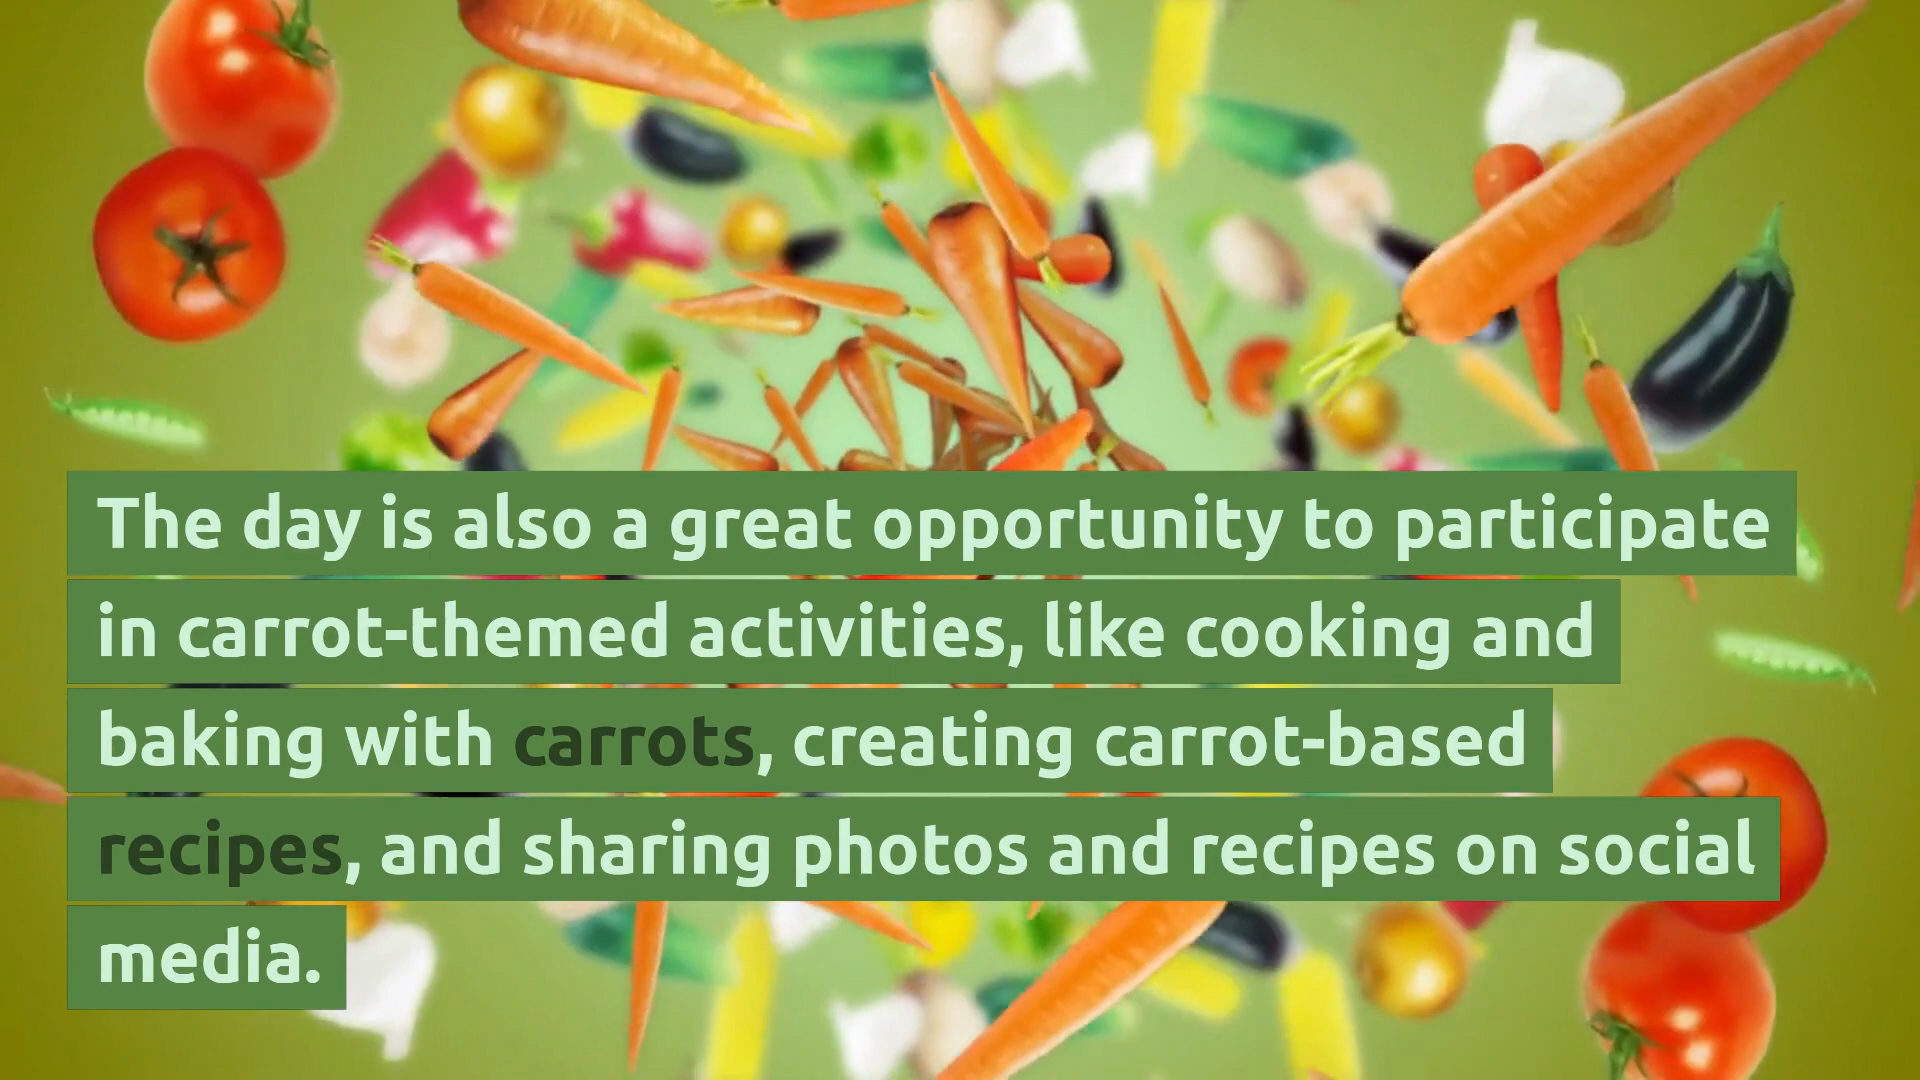 The day is also a great opportunity to participate
in carrot-themed activities, like cooking and
baking with carrots, creating carrot-based
recipes, and sharing photos and recipes on social
media.